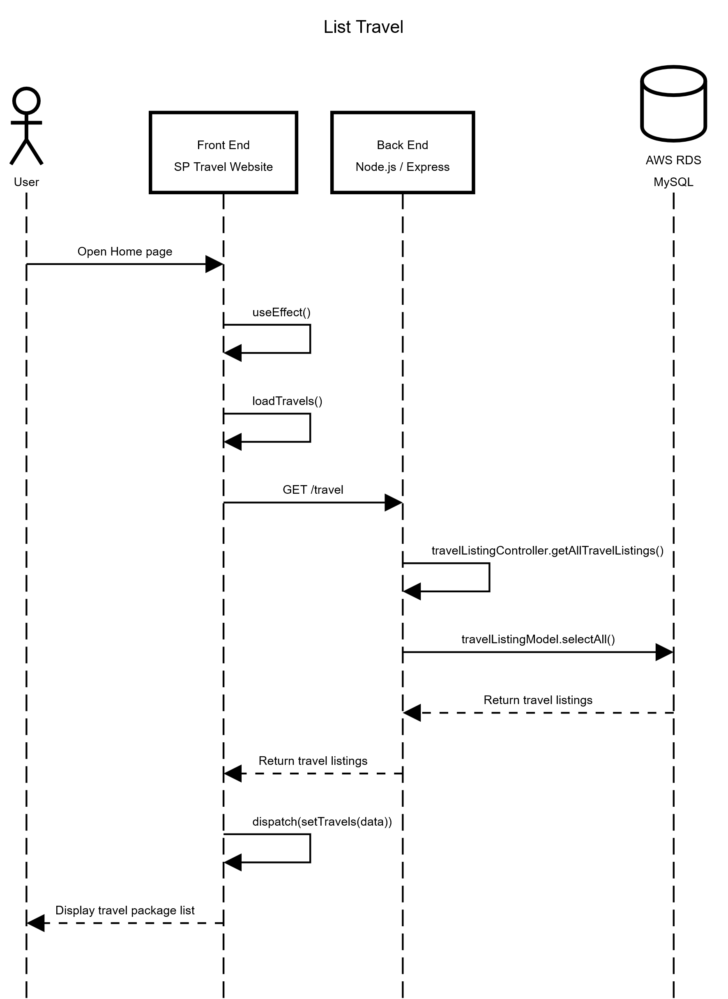 List Travel
User
Front End
SP Travel Website
Back End
Node.js / Express
AWS RDS
MySQL
Open Home page
useEffect()
loadTravels()
GET /travel
travelListingController.getAllTravelListings()
travelListingModel.selectAll()
Return travel listings
Return travel listings
dispatch(setTravels(data))
Display travel package list